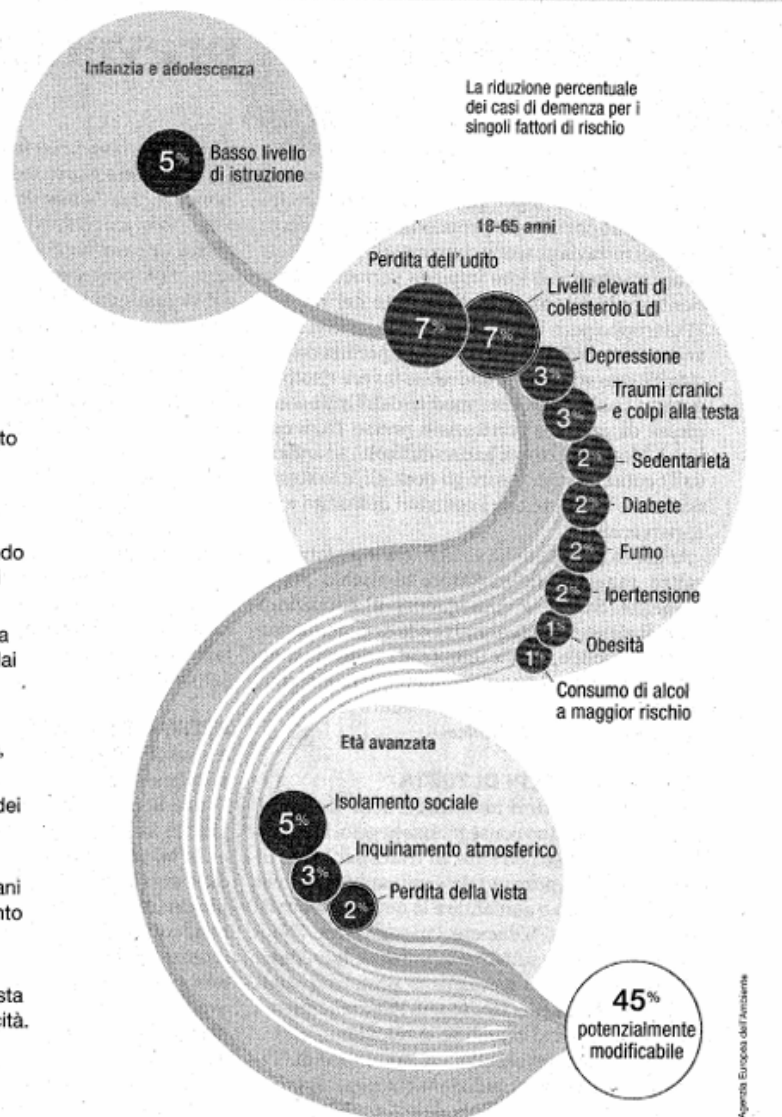 Infanzia e adolescenza
5%
Basso livello
di istruzione
La riduzione percentuale
dei casi di demenza per i
singoli fattori di rischio
18-65 anni
Perdita dell'udito
7%
Livelli elevati di
colesterolo Ldl
7%
Depressione
3%
Traumi cranici
e colpi alla testa
3%
Sedentarietà
2%
Diabete
2%
Fumo
2%
Ipertensione
2%
Obesità
1%
Consumo di alcol
a maggior rischio
1%
Età avanzata
Isolamento sociale
5%
Inquinamento atmosferico
3%
Perdita della vista
2%
45%
potenzialmente
modificabile
Agenzia Europea dell'Ambiente
to
do
a
dei
ani
nto
sta
cità.